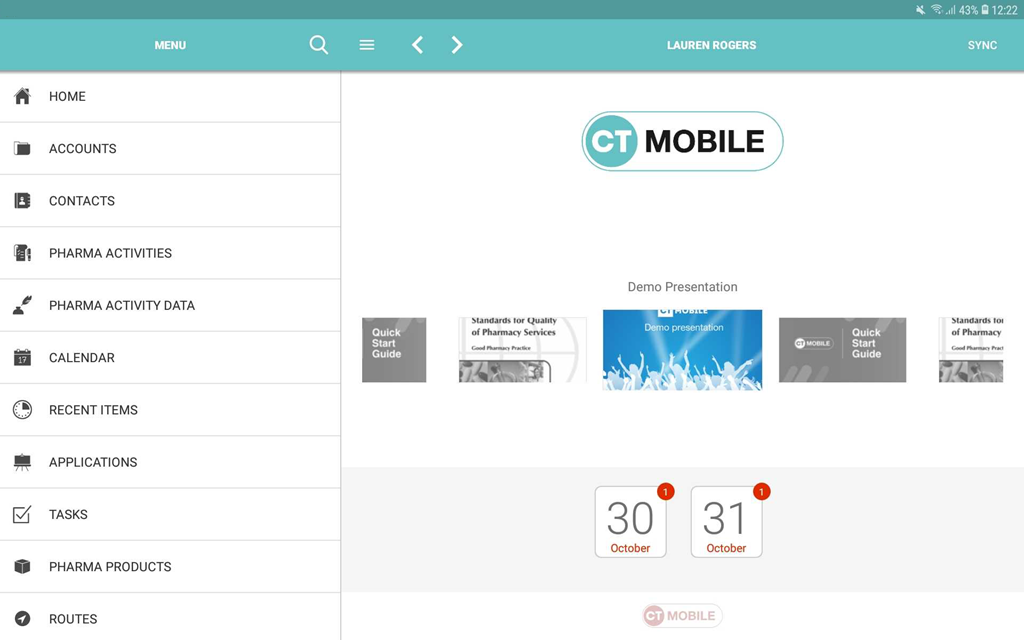 43% 12:22
MENU
LAUREN ROGERS
SYNC
HOME
ACCOUNTS
CONTACTS
PHARMA ACTIVITIES
PHARMA ACTIVITY DATA
17
CALENDAR
RECENT ITEMS
APPLICATIONS
TASKS
PHARMA PRODUCTS
ROUTES
CT MOBILE
Demo Presentation
Quick
Start
Guide
Standards for Quality
of Pharmacy Services
Good Pharmacy Practice
CT MOBILE
Demo presentation
CT MOBILE
Quick
Start
Guide
Standards fo
of Pharmacy
Good Pharmacy Pract
1
30
October
1
31
October
CT MOBILE